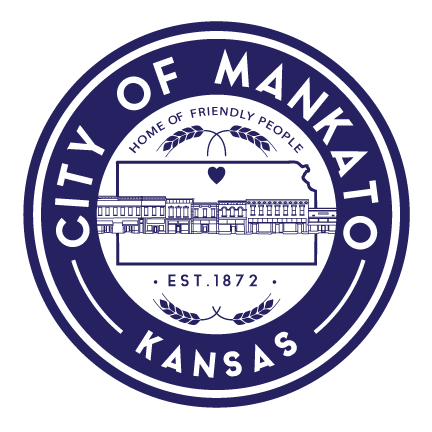 CITY OF MANKATO
HOME OF FRIENDLY PEOPLE
· EST.1872 ·
KANSAS